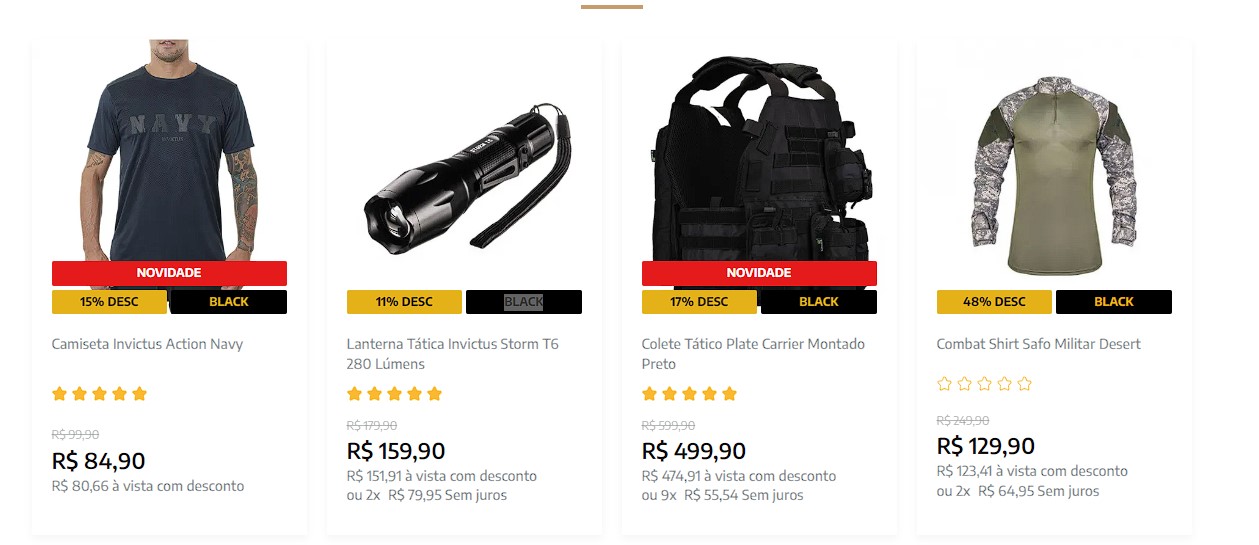 NAVY
INVICTUS
NOVIDADE
15% DESC
BLACK
Camiseta Invictus Action Navy
R$ 99,90
R$ 84,90
R$ 80,66 à vista com desconto
11% DESC
BLACK
Lanterna Tática Invictus Storm T6
280 Lúmens
R$ 179,90
R$ 159,90
R$ 151,91 à vista com desconto
ou 2x R$ 79,95 Sem juros
NOVIDADE
17% DESC
BLACK
Colete Tático Plate Carrier Montado
Preto
R$ 599,90
R$ 499,90
R$ 474,91 à vista com desconto
ou 9x R$ 55,54 Sem juros
48% DESC
BLACK
Combat Shirt Safo Militar Desert
R$ 249,90
R$ 129,90
R$ 123,41 à vista com desconto
ou 2x R$ 64,95 Sem juros